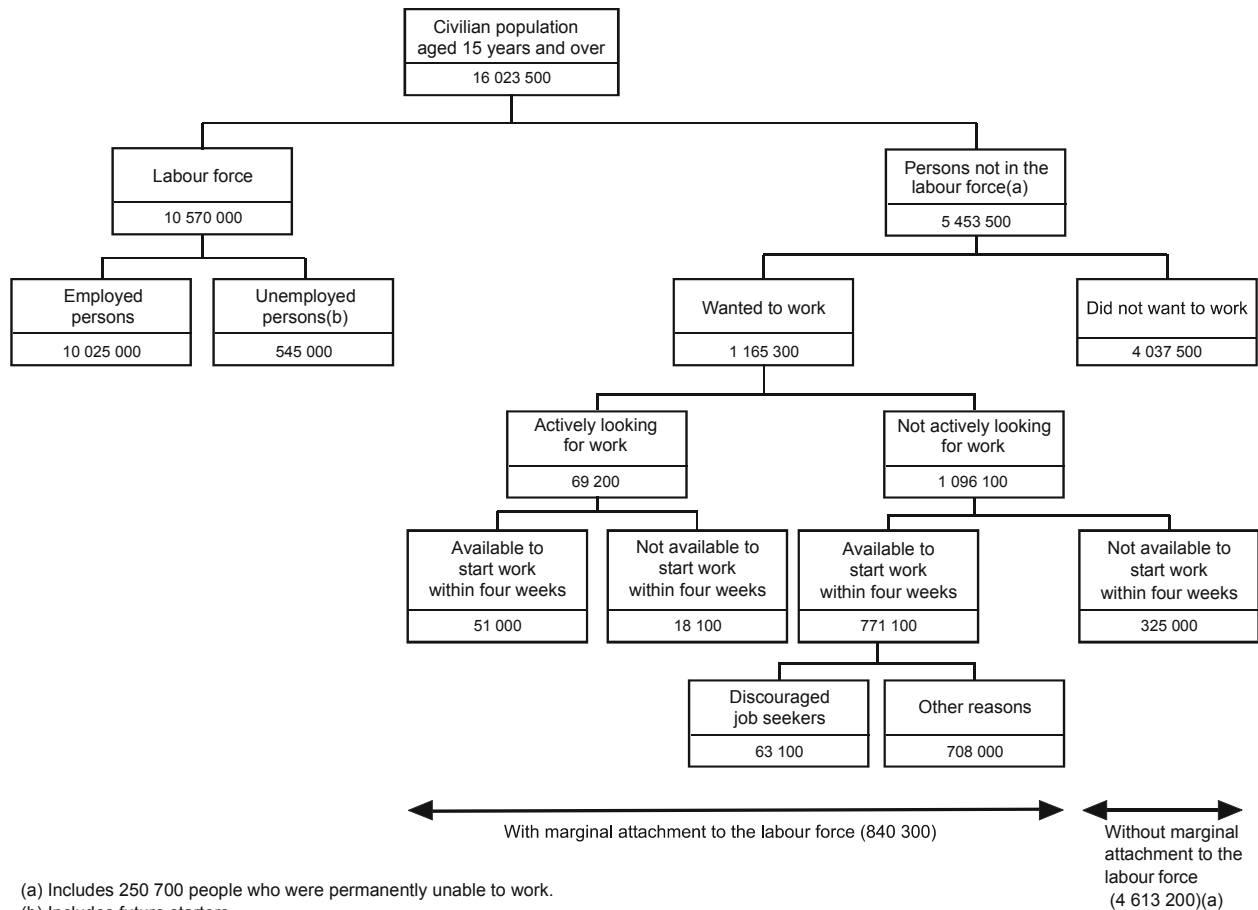 Civilian population
aged 15 years and over
16 023 500
Labour force
10 570 000
Persons not in the
labour force(a)
5 453 500
Employed
persons
10 025 000
Unemployed
persons(b)
545 000
Wanted to work
1 165 300
Did not want to work
4 037 500
Actively looking
for work
69 200
Not actively looking
for work
1 096 100
Available to
start work
within four weeks
51 000
Not available to
start work
within four weeks
18 100
Available to
start work
within four weeks
771 100
Not available to
start work
within four weeks
325 000
Discouraged
job seekers
63 100
Other reasons
708 000
With marginal attachment to the labour force (840 300)
Without marginal
attachment to the
labour force
(4 613 200)(a)
(a) Includes 250 700 people who were permanently unable to work.